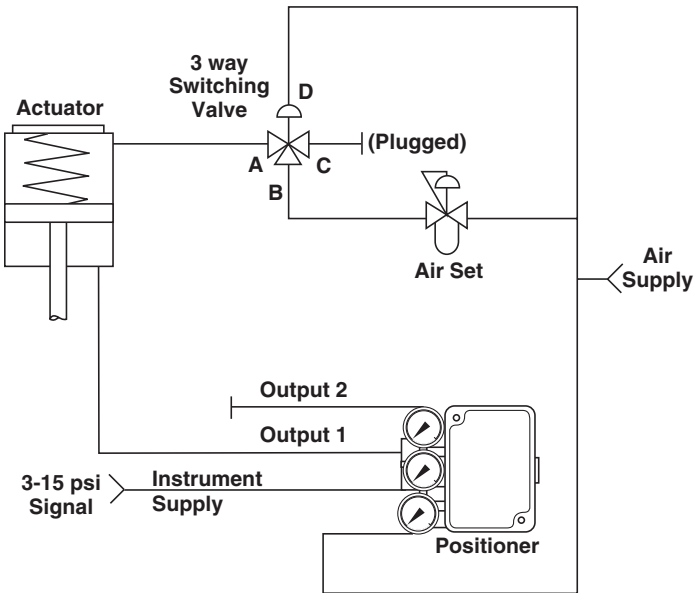 3 way
Switching
Valve
D
Actuator
(Plugged)
A
C
B
Air Set
Air
Supply
Output 2
Output 1
3-15 psi
Signal
Instrument
Supply
Positioner